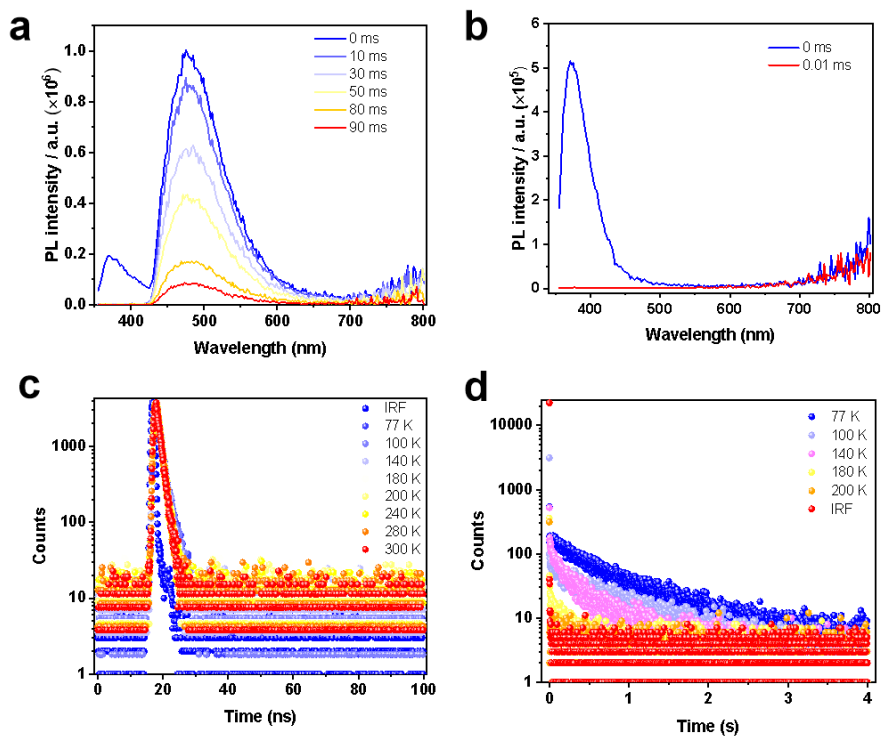 a
PL intensity / a.u. (×10⁶)
1.0
0.8
0.6
0.4
0.2
0.0
400 500 600 700 800
Wavelength (nm)
0 ms
10 ms
30 ms
50 ms
80 ms
90 ms
b
PL intensity / a.u. (×10⁵)
6
5
4
3
2
1
0
400 500 600 700 800
Wavelength (nm)
0 ms
0.01 ms
c
Counts
1000
100
10
1
0 20 40 60 80 100
Time (ns)
IRF
77 K
100 K
140 K
180 K
200 K
240 K
280 K
300 K
d
Counts
10000
1000
100
10
1
0 1 2 3 4
Time (s)
77 K
100 K
140 K
180 K
200 K
IRF